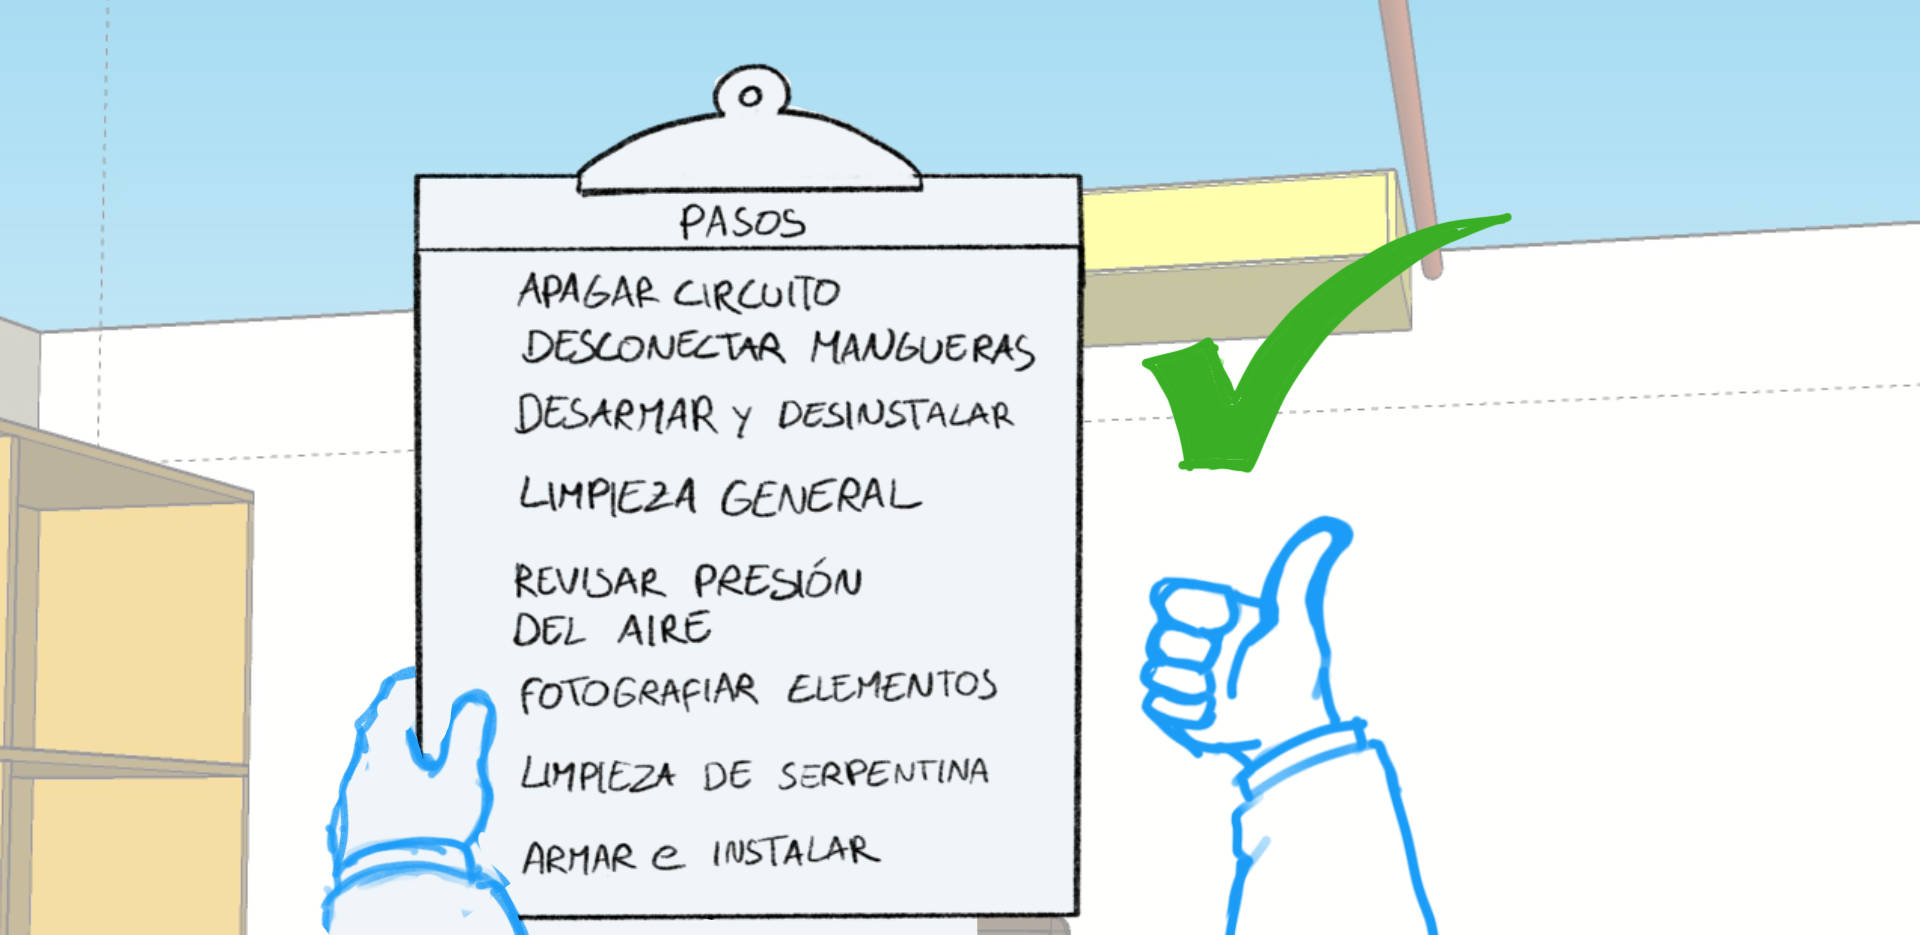 PASOS
APAGAR CIRCUITO
DESCONECTAR MANGUERAS
DESARMAR Y DESINSTALAR
LIMPIEZA GENERAL
REVISAR PRESIÓN
DEL AIRE
FOTOGRAFIAR ELEMENTOS
LIMPIEZA DE SERPENTINA
ARMAR e INSTALAR